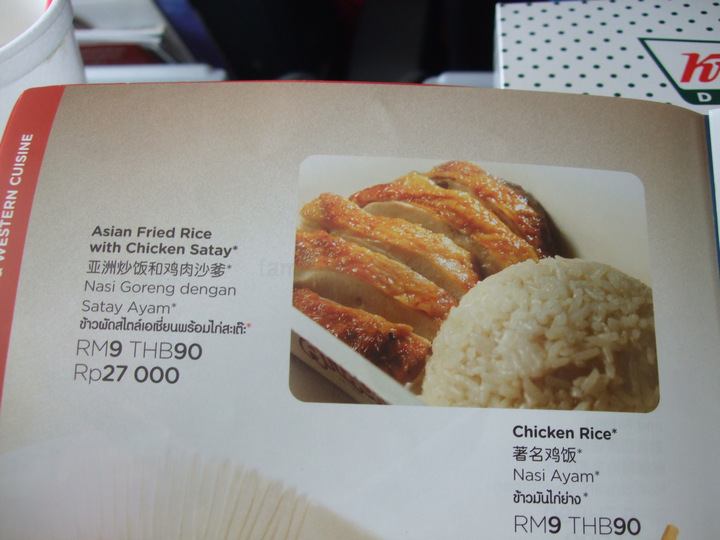 & WESTERN CUISINE
Asian Fried Rice
with Chicken Satay*
亚洲炒饭和鸡肉沙爹*
Nasi Goreng dengan
Satay Ayam*
ข้าวผัดสไตล์เอเชี่ยนพร้อมไก่สะเต๊ะ*
RM9 THB90
Rp27 000
Chicken Rice*
著名鸡饭*
Nasi Ayam*
ข้าวมันไก่ย่าง*
RM9 THB90